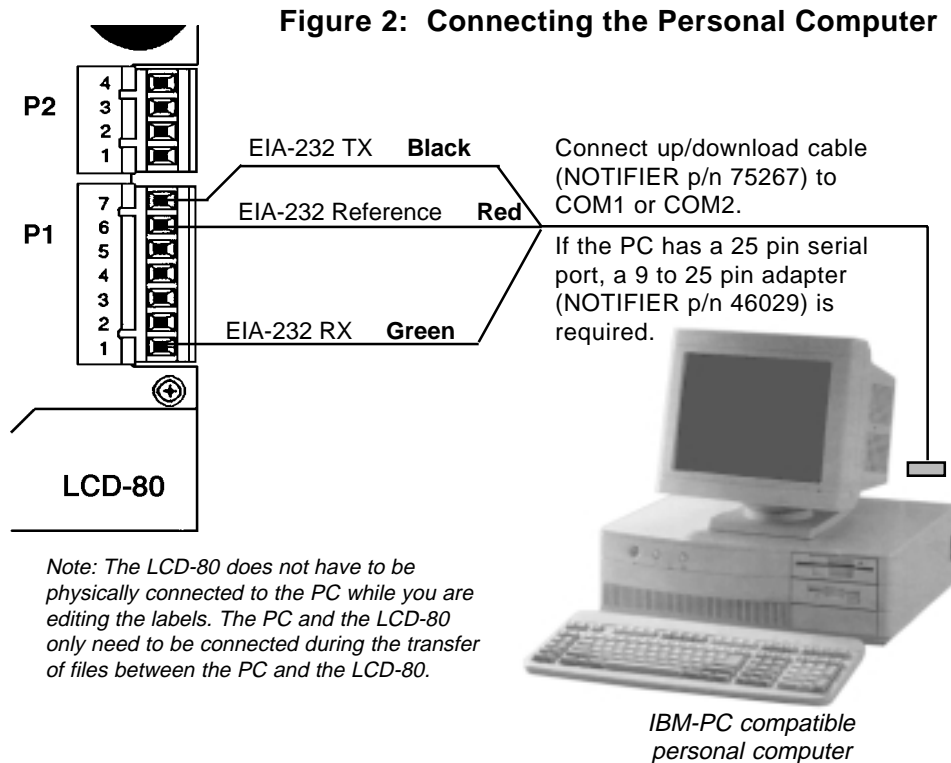 Figure 2: Connecting the Personal Computer
P2
4
3
2
1
P1
7
6
5
4
3
2
1
EIA-232 TX Black
EIA-232 Reference Red
EIA-232 RX Green
Connect up/download cable
(NOTIFIER p/n 75267) to
COM1 or COM2.
If the PC has a 25 pin serial
port, a 9 to 25 pin adapter
(NOTIFIER p/n 46029) is
required.
LCD-80
Note: The LCD-80 does not have to be
physically connected to the PC while you are
editing the labels. The PC and the LCD-80
only need to be connected during the transfer
of files between the PC and the LCD-80.
IBM-PC compatible
personal computer